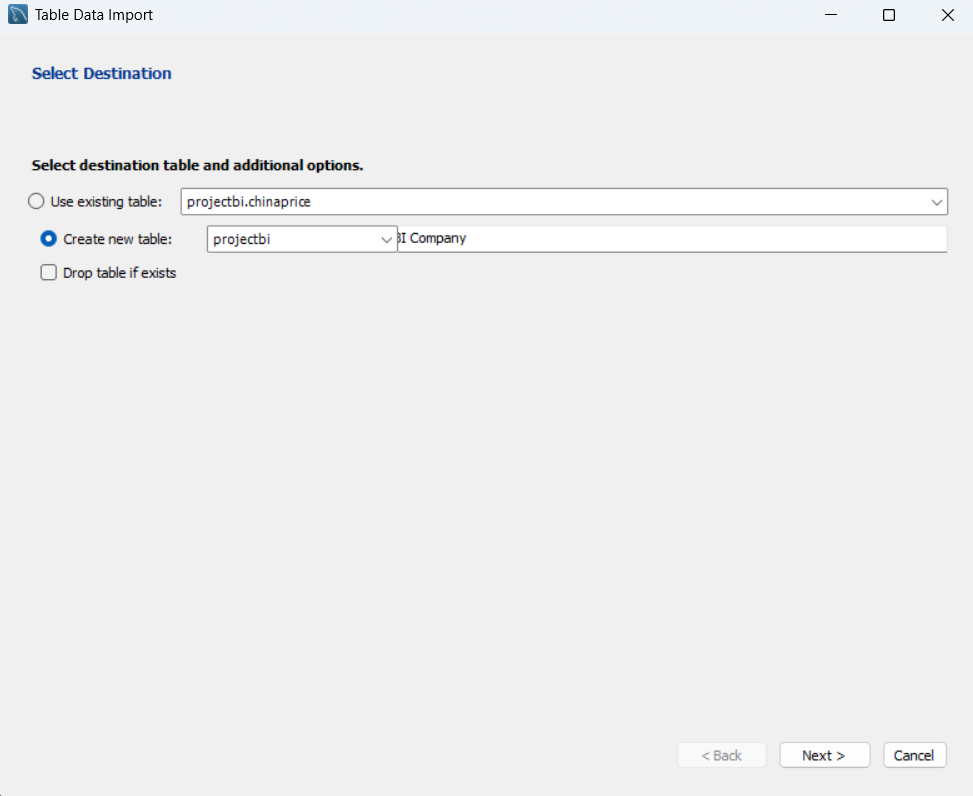 Table Data Import
Select Destination
Select destination table and additional options.
Use existing table: projectbi.chinaprice
Create new table: projectbi Company
Drop table if exists
< Back Next > Cancel